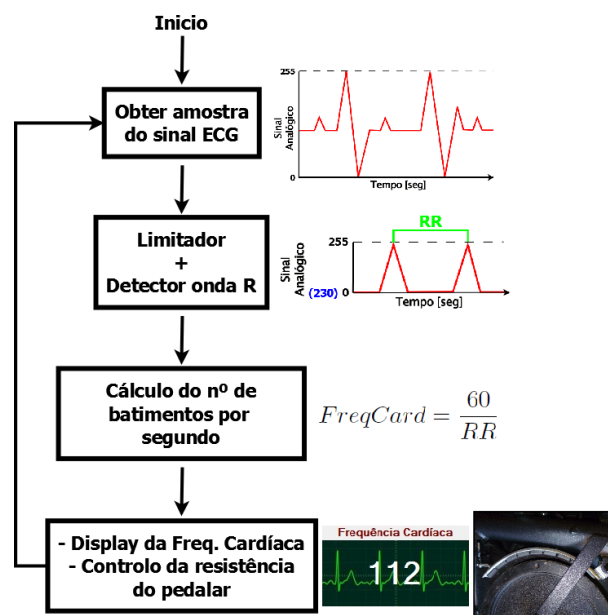 Inicio
Obter amostra
do sinal ECG
255
Sinal
Analógico
0
Tempo [seg]
Limitador
+
Detector onda R
RR
255
Sinal
Analógico
(230) 0
Tempo [seg]
Cálculo do nº de
batimentos por
segundo
FreqCard = 60
RR
- Display da Freq. Cardíaca
- Controlo da resistência
do pedalar
Frequência Cardíaca
112